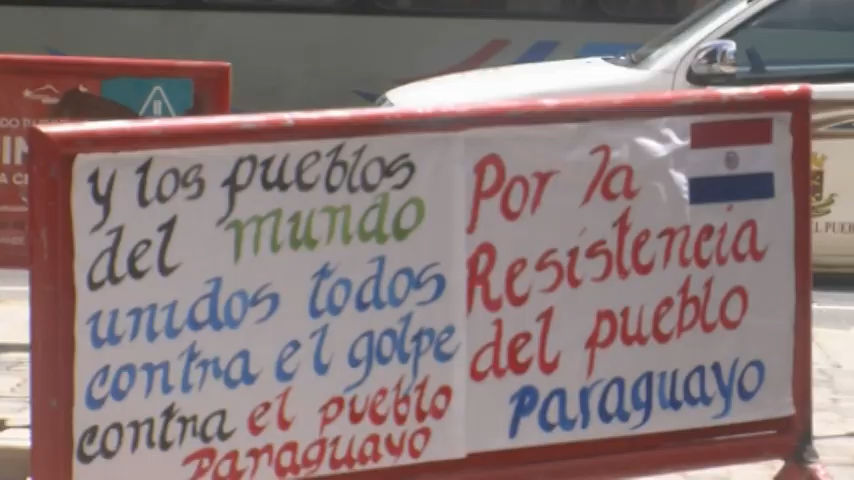 y los pueblos
del mundo
unidos todos
contra el golpe
contra el pueblo
paraguayo
Por la
Resistencia
del pueblo
paraguayo